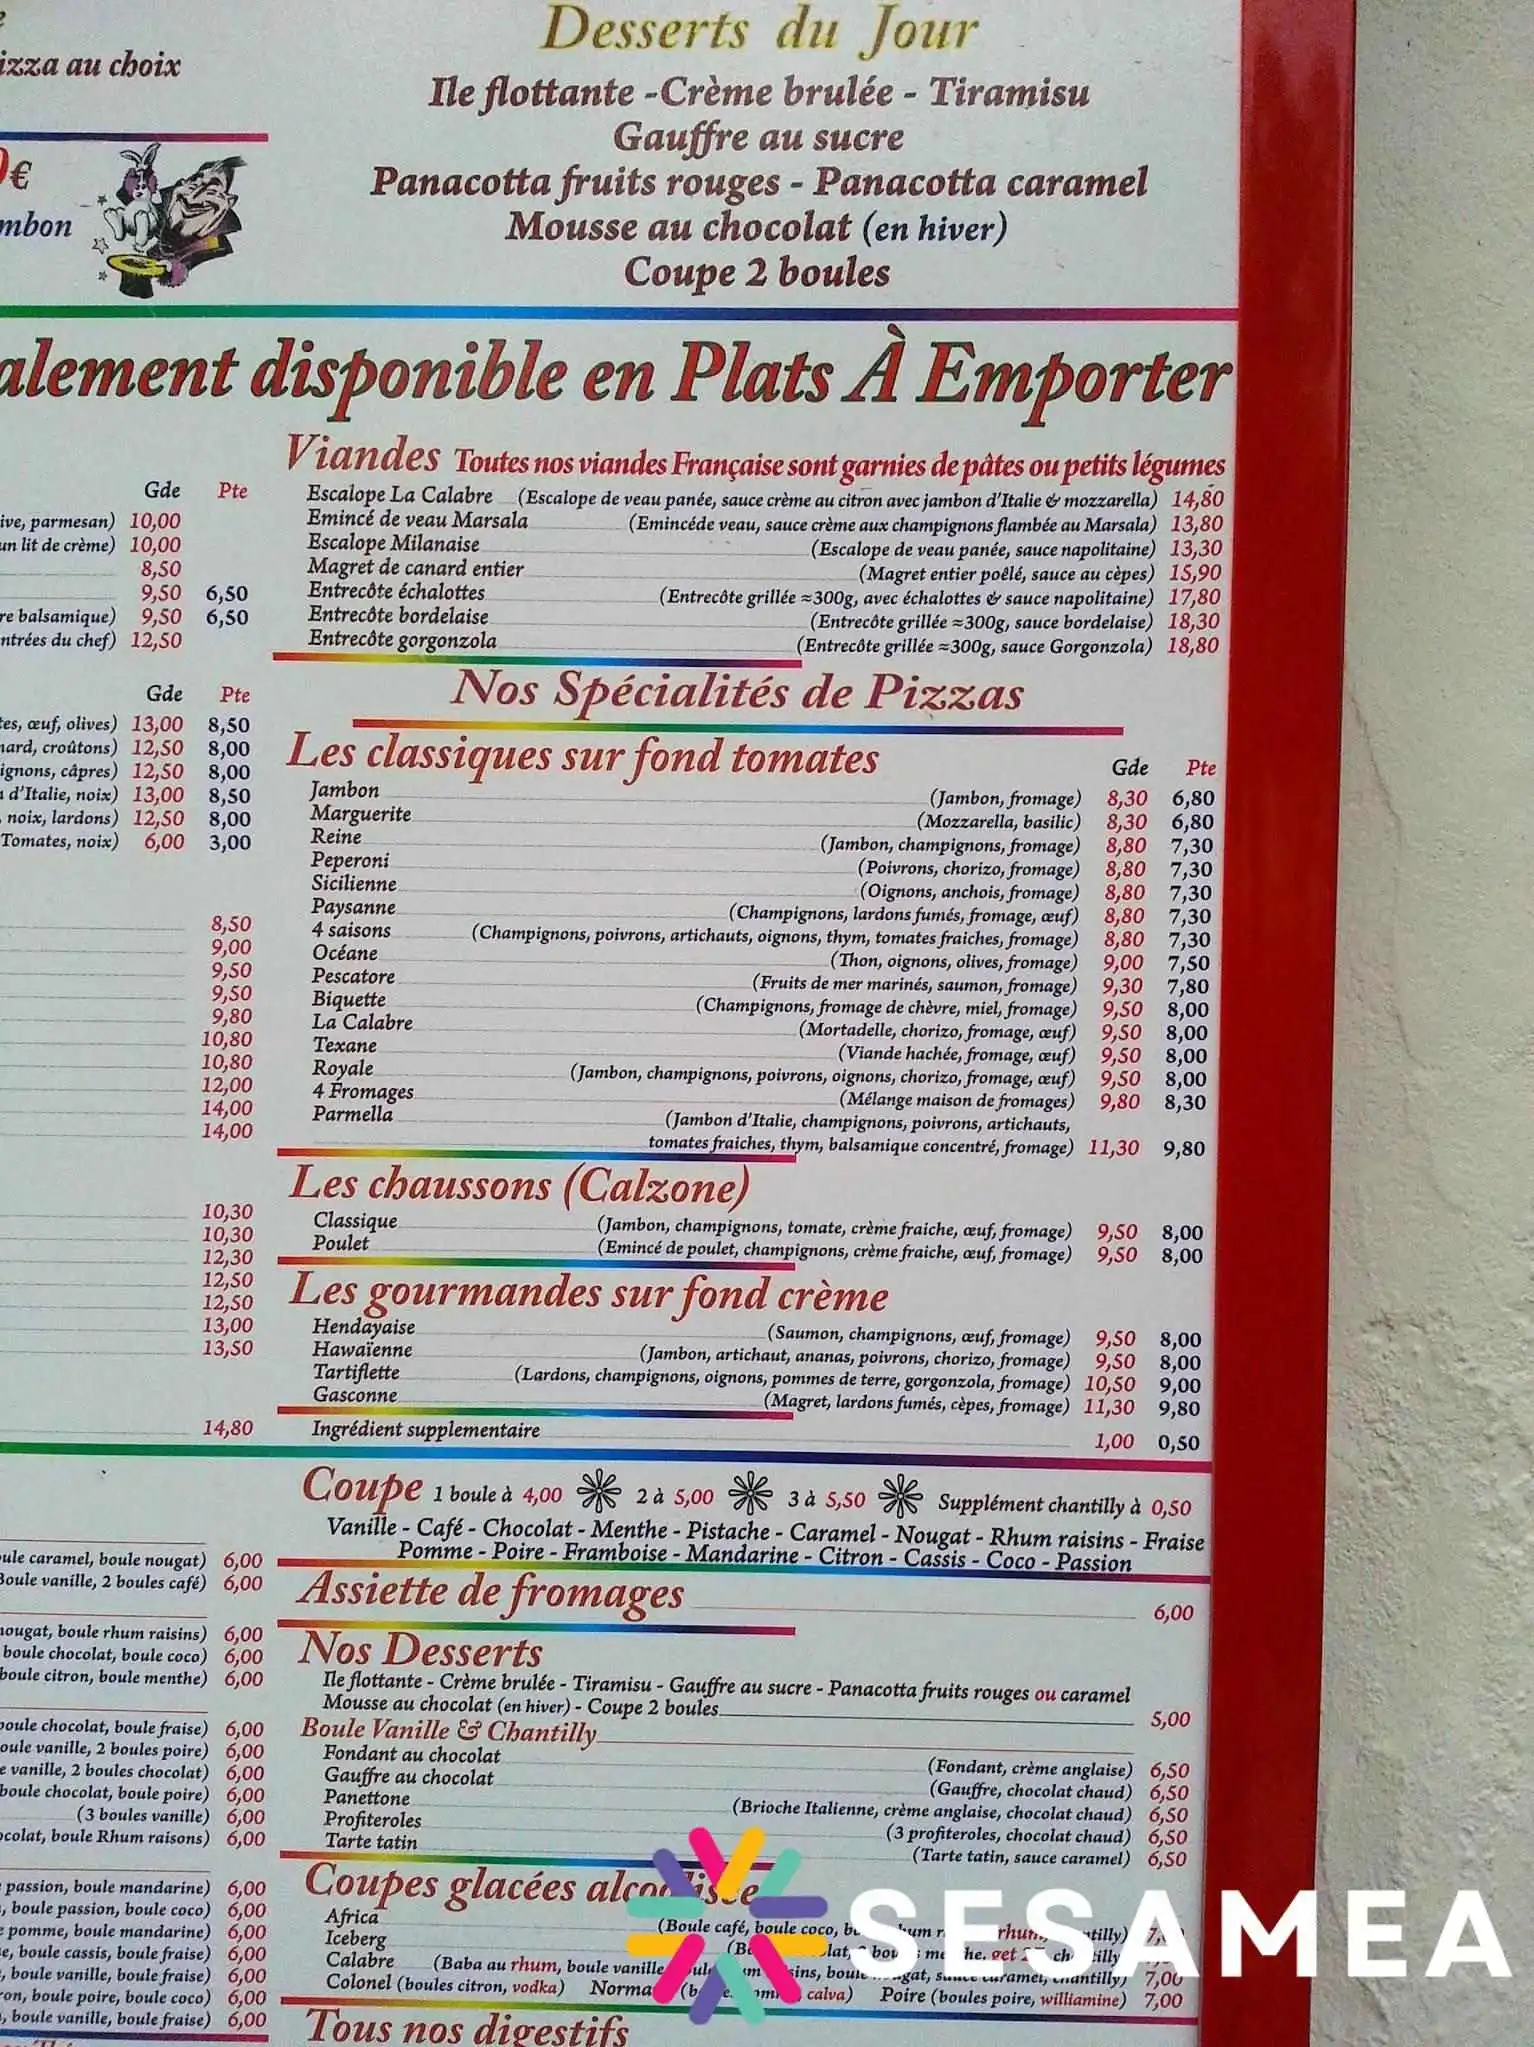 izza au choix
€
mbon
Desserts du Jour
Ile flottante -Crème brulée - Tiramisu
Gauffre au sucre
Panacotta fruits rouges - Panacotta caramel
Mousse au chocolat (en hiver)
Coupe 2 boules
alement disponible en Plats À Emporter
Gde Pte
ive, parmesan) 10,00
un lit de crème) 10,00
8,50
9,50 6,50
re balsamique) 9,50 6,50
ntrées du chef) 12,50
Gde Pte
tes, œuf, olives) 13,00 8,50
nard, croûtons) 12,50 8,00
ignons, câpres) 12,50 8,00
d'Italie, noix) 13,00 8,50
, noix, lardons) 12,50 8,00
Tomates, noix) 6,00 3,00
8,50
9,00
9,50
9,50
9,80
10,80
10,80
12,00
14,00
14,00
10,30
10,30
12,30
12,50
12,50
13,00
13,50
14,80
Viandes Toutes nos viandes Française sont garnies de pâtes ou petits légumes
Escalope La Calabre (Escalope de veau panée, sauce crème au citron avec jambon d'Italie & mozzarella) 14,80
Emincé de veau Marsala (Emincéde veau, sauce crème aux champignons flambée au Marsala) 13,80
Escalope Milanaise (Escalope de veau panée, sauce napolitaine) 13,30
Magret de canard entier (Magret entier poêlé, sauce au cèpes) 15,90
Entrecôte échalottes (Entrecôte grillée ≈300g, avec échalottes & sauce napolitaine) 17,80
Entrecôte bordelaise (Entrecôte grillée ≈300g, sauce bordelaise) 18,30
Entrecôte gorgonzola (Entrecôte grillée ≈300g, sauce Gorgonzola) 18,80
Nos Spécialités de Pizzas
Les classiques sur fond tomates Gde Pte
Jambon (Jambon, fromage) 8,30 6,80
Marguerite (Mozzarella, basilic) 8,30 6,80
Reine (Jambon, champignons, fromage) 8,80 7,30
Peperoni (Poivrons, chorizo, fromage) 8,80 7,30
Sicilienne (Oignons, anchois, fromage) 8,80 7,30
Paysanne (Champignons, lardons fumés, fromage, œuf) 8,80 7,30
4 saisons (Champignons, poivrons, artichauts, oignons, thym, tomates fraiches, fromage) 8,80 7,30
Océane (Thon, oignons, olives, fromage) 9,00 7,50
Pescatore (Fruits de mer marinés, saumon, fromage) 9,30 7,80
Biquette (Champignons, fromage de chèvre, miel, fromage) 9,50 8,00
La Calabre (Mortadelle, chorizo, fromage, œuf) 9,50 8,00
Texane (Viande hachée, fromage, œuf) 9,50 8,00
Royale (Jambon, champignons, poivrons, oignons, chorizo, fromage, œuf) 9,50 8,00
4 Fromages (Mélange maison de fromages) 9,80 8,30
Parmella (Jambon d'Italie, champignons, poivrons, artichauts,
tomates fraiches, thym, balsamique concentré, fromage) 11,30 9,80
Les chaussons (Calzone)
Classique (Jambon, champignons, tomate, crème fraiche, œuf, fromage) 9,50 8,00
Poulet (Emincé de poulet, champignons, crème fraiche, œuf, fromage) 9,50 8,00
Les gourmandes sur fond crème
Hendayaise (Saumon, champignons, œuf, fromage) 9,50 8,00
Hawaïenne (Jambon, artichaut, ananas, poivrons, chorizo, fromage) 9,50 8,00
Tartiflette (Lardons, champignons, oignons, pommes de terre, gorgonzola, fromage) 10,50 9,00
Gasconne (Magret, lardons fumés, cèpes, fromage) 11,30 9,80
Ingrédient supplementaire 1,00 0,50
ule caramel, boule nougat) 6,00
Boule vanille, 2 boules café) 6,00
nougat, boule rhum raisins) 6,00
boule chocolat, boule coco) 6,00
boule citron, boule menthe) 6,00
boule chocolat, boule fraise) 6,00
oule vanille, 2 boules poire) 6,00
e vanille, 2 boules chocolat) 6,00
boule chocolat, boule poire) 6,00
(3 boules vanille) 6,00
ocolat, boule Rhum raisons) 6,00
passion, boule mandarine) 6,00
, boule passion, boule coco) 6,00
e pomme, boule mandarine) 6,00
e, boule cassis, boule fraise) 6,00
, boule vanille, boule fraise) 6,00
ron, boule poire, boule coco) 6,00
, boule vanille, boule fraise) 6,00
Coupe 1 boule à 4,00 2 à 5,00 3 à 5,50 Supplément chantilly à 0,50
Vanille - Café - Chocolat - Menthe - Pistache - Caramel - Nougat - Rhum raisins - Fraise
Pomme - Poire - Framboise - Mandarine - Citron - Cassis - Coco - Passion
Assiette de fromages 6,00
Nos Desserts
Ile flottante - Crème brulée - Tiramisu - Gauffre au sucre - Panacotta fruits rouges ou caramel
Mousse au chocolat (en hiver) - Coupe 2 boules 5,00
Boule Vanille & Chantilly
Fondant au chocolat (Fondant, crème anglaise) 6,50
Gauffre au chocolat (Gauffre, chocolat chaud) 6,50
Panettone (Brioche Italienne, crème anglaise, chocolat chaud) 6,50
Profiteroles (3 profiteroles, chocolat chaud) 6,50
Tarte tatin (Tarte tatin, sauce caramel) 6,50
Coupes glacées
Africa (Boule café, boule coco,
Iceberg
Calabre (Baba au rhum, boule vanille 7,00
Colonel (boules citron, vodka) calva) Poire (boules poire, williamine) 7,00
Tous nos digestifs
SESAMEA